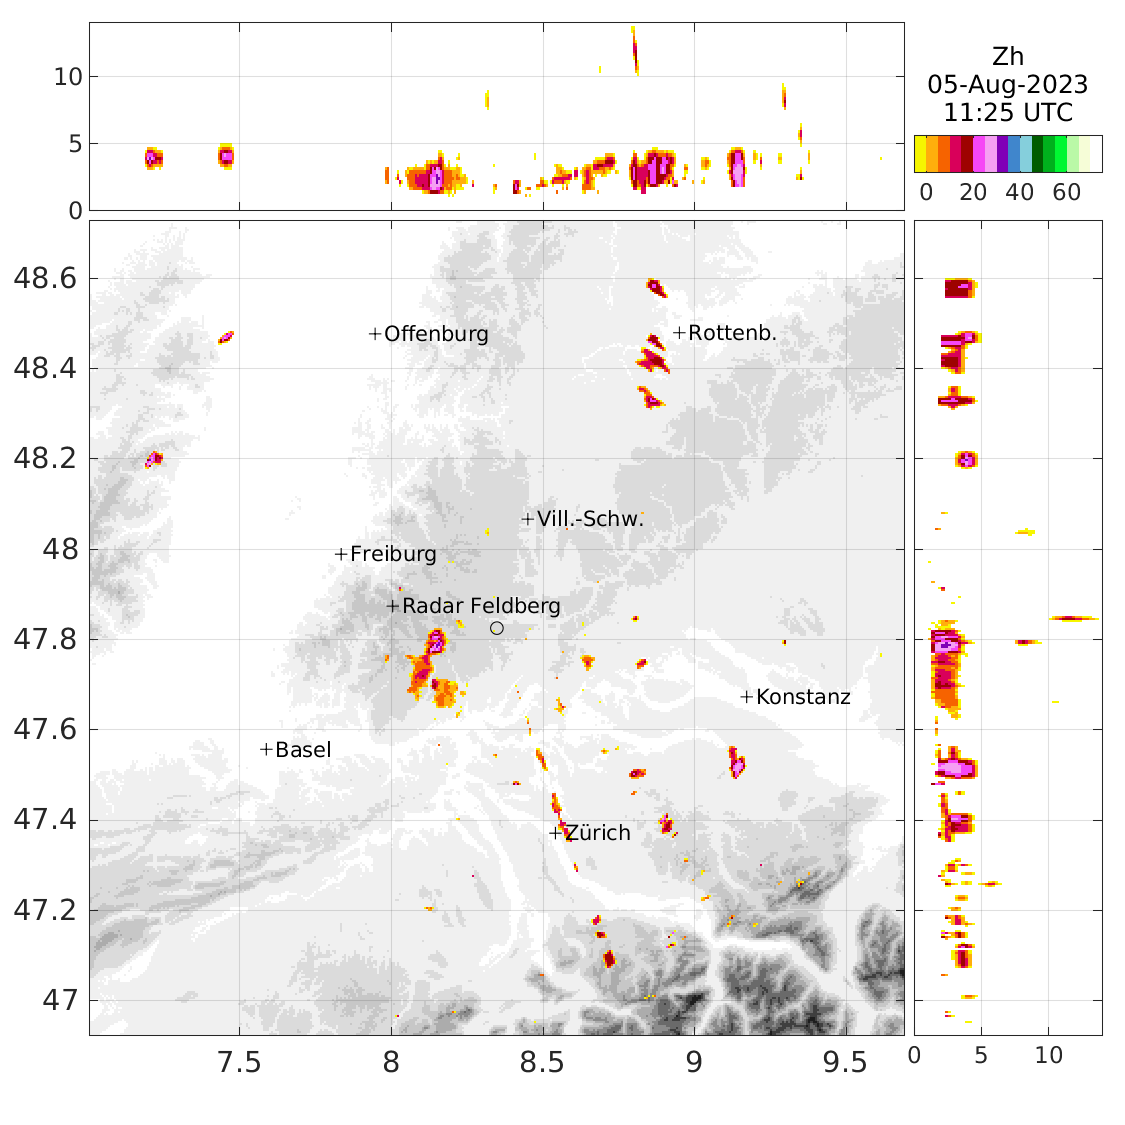 10
5
0
Zh
05-Aug-2023
11:25 UTC
0 20 40 60
48.6
48.4
48.2
48
47.8
47.6
47.4
47.2
47
+Offenburg
+Rottenb.
+Vill.-Schw.
+Freiburg
+Radar Feldberg
+Konstanz
+Basel
+Zürich
7.5 8 8.5 9 9.5
0 5 10